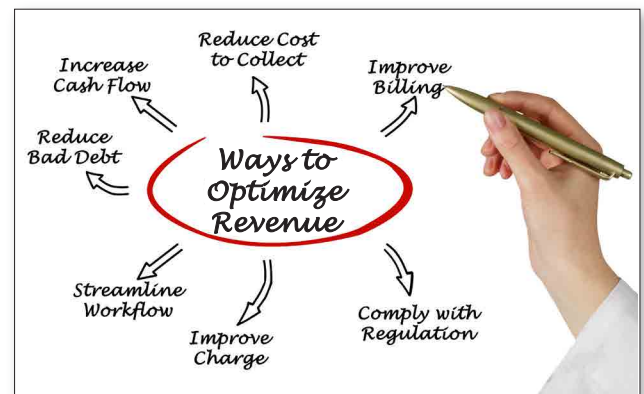 Reduce Cost
to Collect
Increase
Cash Flow
Improve
Billing
Reduce
Bad Debt
Ways to
Optimize
Revenue
Streamline
Workflow
Improve
Charge
Comply with
Regulation